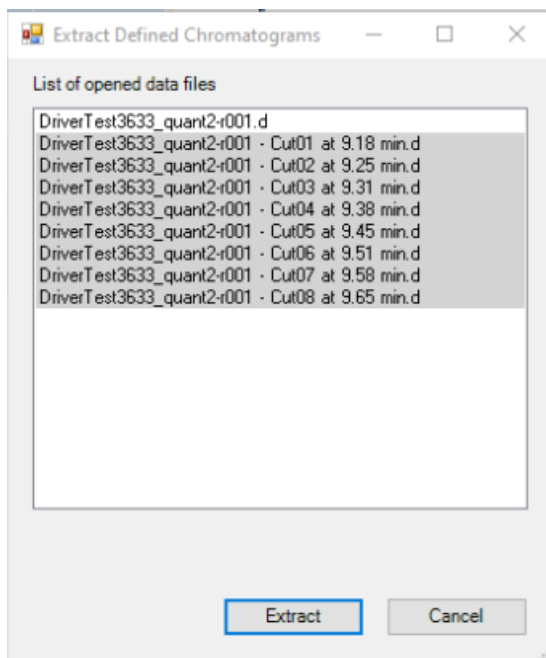 Extract Defined Chromatograms
List of opened data files
DriverTest3633_quant2-r001.d
DriverTest3633_quant2-r001 - Cut01 at 9.18 min.d
DriverTest3633_quant2-r001 - Cut02 at 9.25 min.d
DriverTest3633_quant2-r001 - Cut03 at 9.31 min.d
DriverTest3633_quant2-r001 - Cut04 at 9.38 min.d
DriverTest3633_quant2-r001 - Cut05 at 9.45 min.d
DriverTest3633_quant2-r001 - Cut06 at 9.51 min.d
DriverTest3633_quant2-r001 - Cut07 at 9.58 min.d
DriverTest3633_quant2-r001 - Cut08 at 9.65 min.d
Extract Cancel